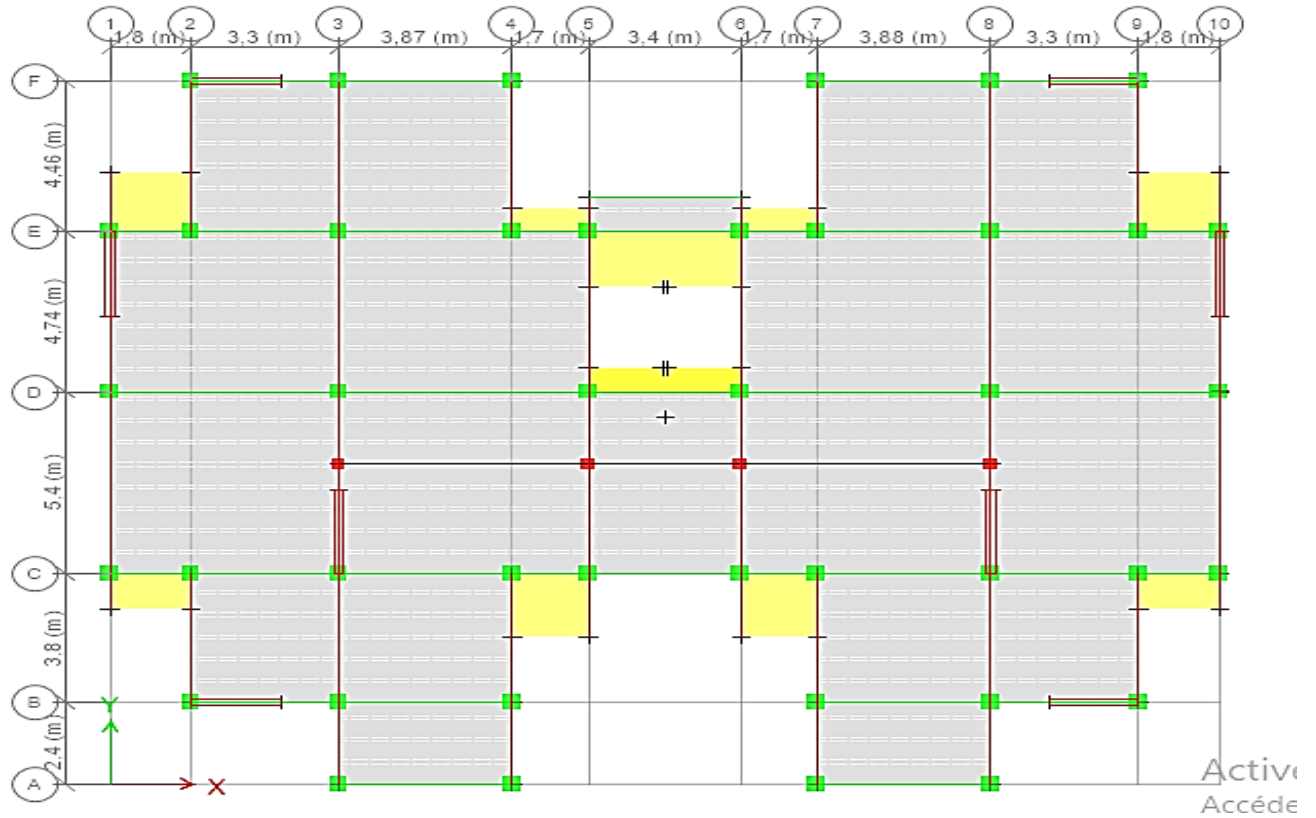 1 2 3 4 5 6 7 8 9 10
1,8 (m) 3,3 (m) 3,87 (m) 1,7 (m) 3,4 (m) 1,7 (m) 3,88 (m) 3,3 (m) 1,8 (m)
F
4,46 (m)
E
4,74 (m)
D
5,4 (m)
C
3,8 (m)
B
Y
2,4 (m)
A
X
Active
Accéde